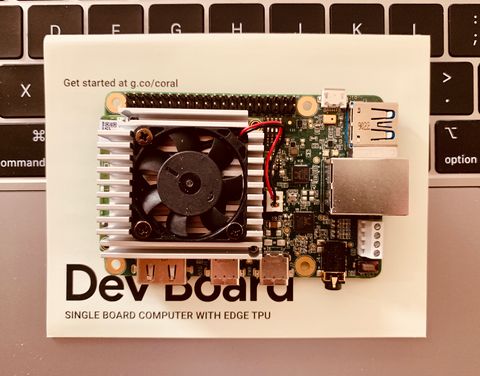 D F G H J K L : ;
Get started at g.co/coral
X
> .
⌘
command
⌥
option
Dev Board
SINGLE BOARD COMPUTER WITH EDGE TPU